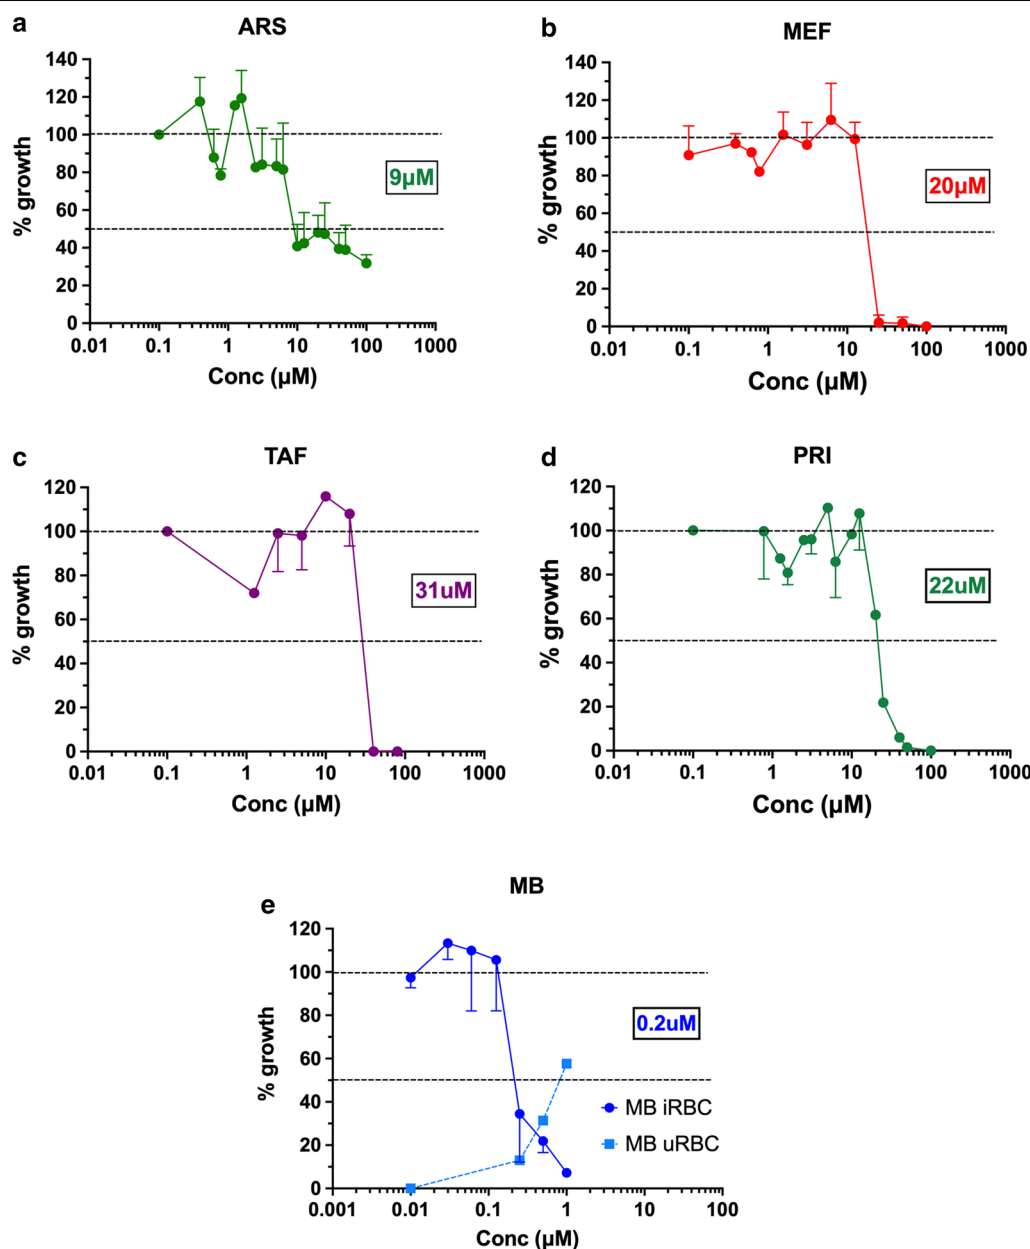 a
ARS
140
120
100
80
60
40
20
0
% growth
9µM
0.01 0.1 1 10 100 1000
Conc (µM)
b
MEF
140
120
100
80
60
40
20
0
% growth
20µM
0.01 0.1 1 10 100 1000
Conc (µM)
c
TAF
120
100
80
60
40
20
0
% growth
31uM
0.01 0.1 1 10 100 1000
Conc (µM)
d
PRI
120
100
80
60
40
20
0
% growth
22uM
0.01 0.1 1 10 100 1000
Conc (µM)
e
MB
120
100
80
60
40
20
0
% growth
0.2uM
MB iRBC
MB uRBC
0.001 0.01 0.1 1 10 100
Conc (µM)